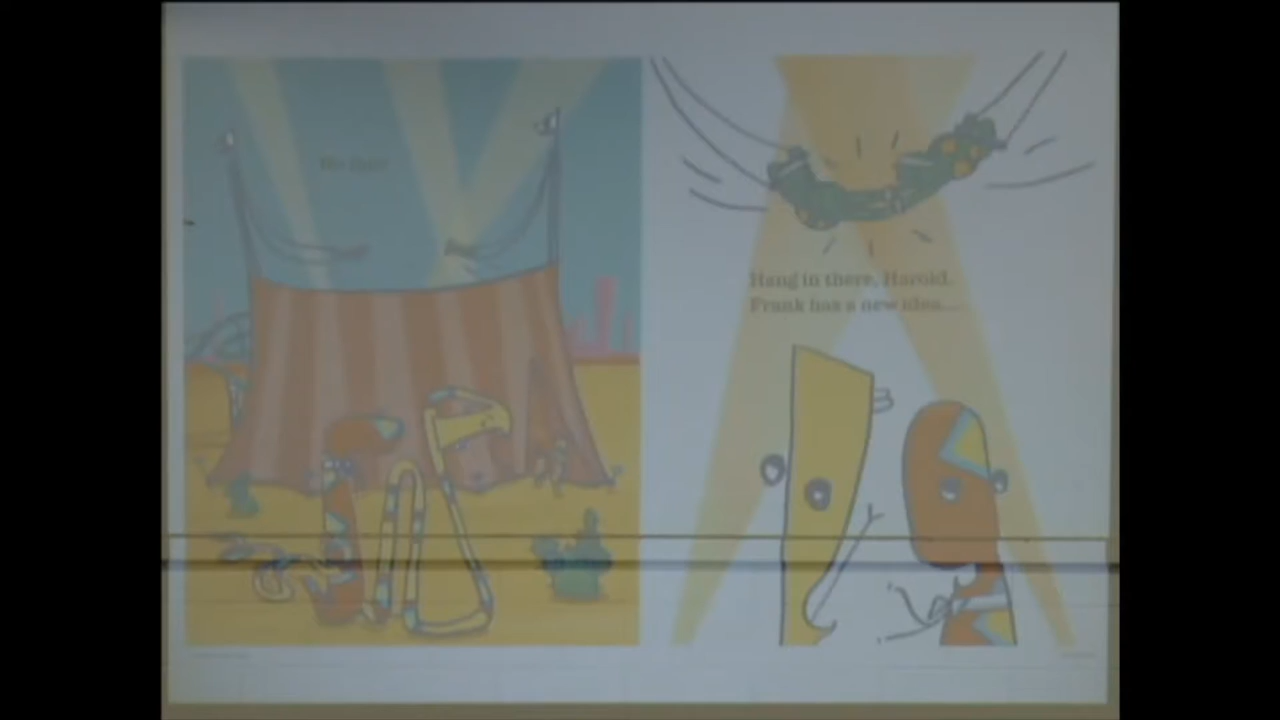 Hang in there, Harold.
Frank has a new idea....